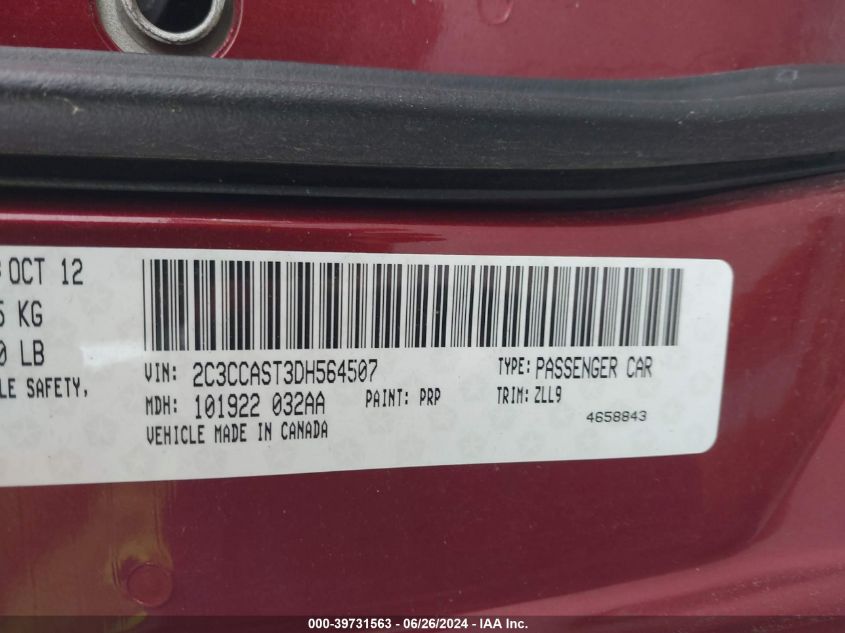 OCT 12
KG
LB
SAFETY,
VIN: 2C3CCAST3DH564507 TYPE: PASSENGER CAR
MDH: 101922 032AA PAINT: PRP TRIM: ZLL9
4658843
VEHICLE MADE IN CANADA
000-39731563 - 06/26/2024 - IAA Inc.